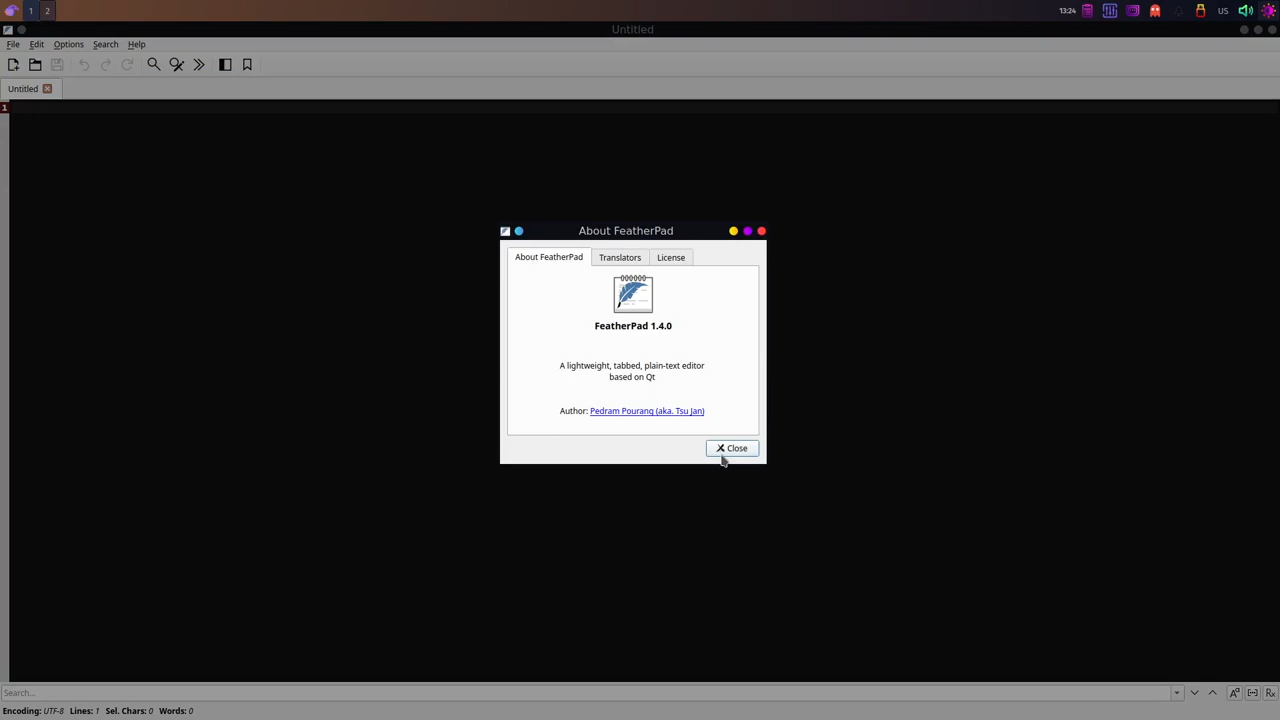 1
2
13:24
US
Untitled
File
Edit
Options
Search
Help
Untitled
1
About FeatherPad
About FeatherPad
Translators
License
FeatherPad 1.4.0
A lightweight, tabbed, plain-text editor
based on Qt
Author: Pedram Pourang (aka. Tsu Jan)
Close
Search...
Encoding: UTF-8 Lines: 1 Sel. Chars: 0 Words: 0